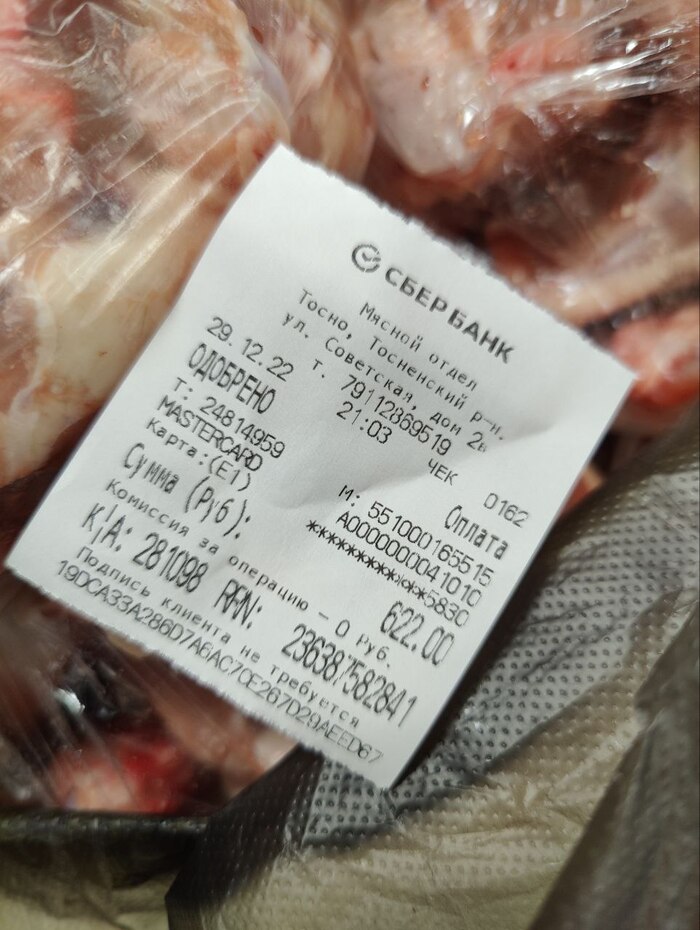 СБЕРБАНК
Мясной отдел
Тосно, Тосненский р-н.
ул. Советская, дом 2в
т. 79112869519
29.12.22 21:03 ЧЕК 0162
ОДОБРЕНО Оплата
Т: 24814959 М: 551000165515
MASTERCARD A0000000041010
Карта:(E1) ************5830
Сумма (Руб): 622.00
Комиссия за операцию – 0 Руб.
К/А: 281098 RRN: 236387582841
Подпись клиента не требуется
19DCA33A286D7A6AC7CE267D29AEED67